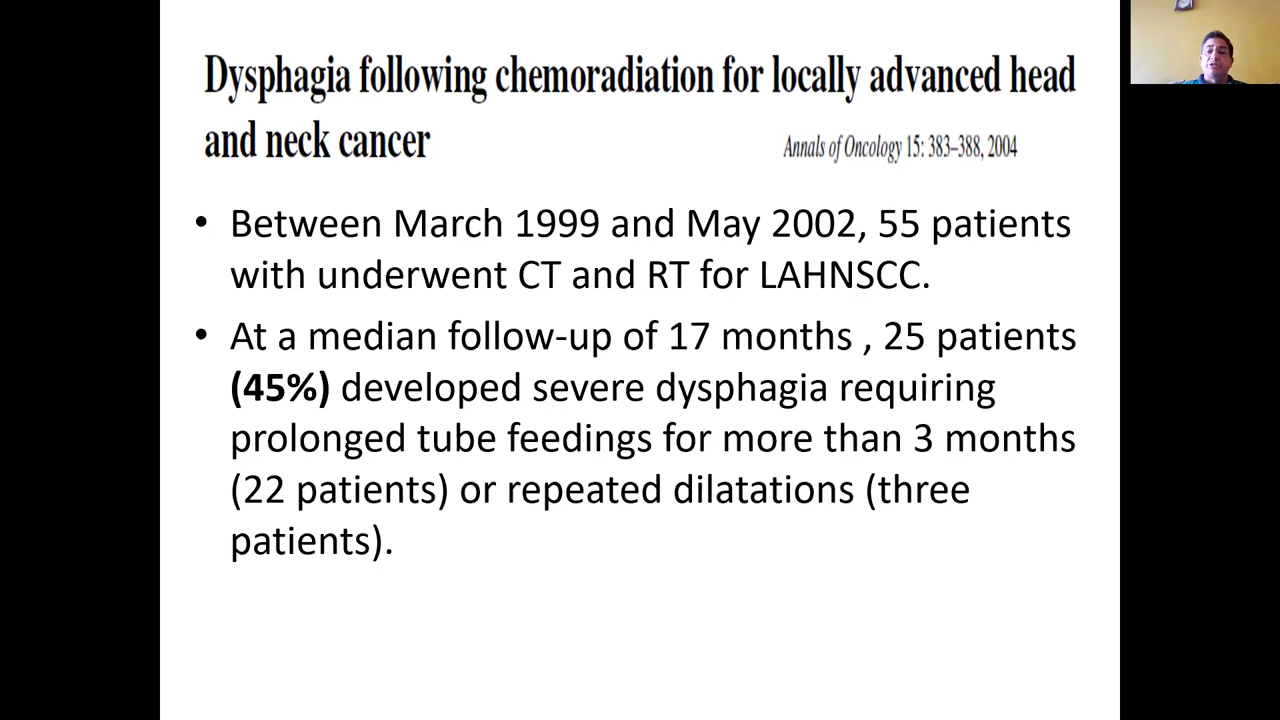 Dysphagia following chemoradiation for locally advanced head
and neck cancer
Annals of Oncology 15: 383–388, 2004
• Between March 1999 and May 2002, 55 patients
with underwent CT and RT for LAHNSCC.
• At a median follow-up of 17 months , 25 patients
(45%) developed severe dysphagia requiring
prolonged tube feedings for more than 3 months
(22 patients) or repeated dilatations (three
patients).